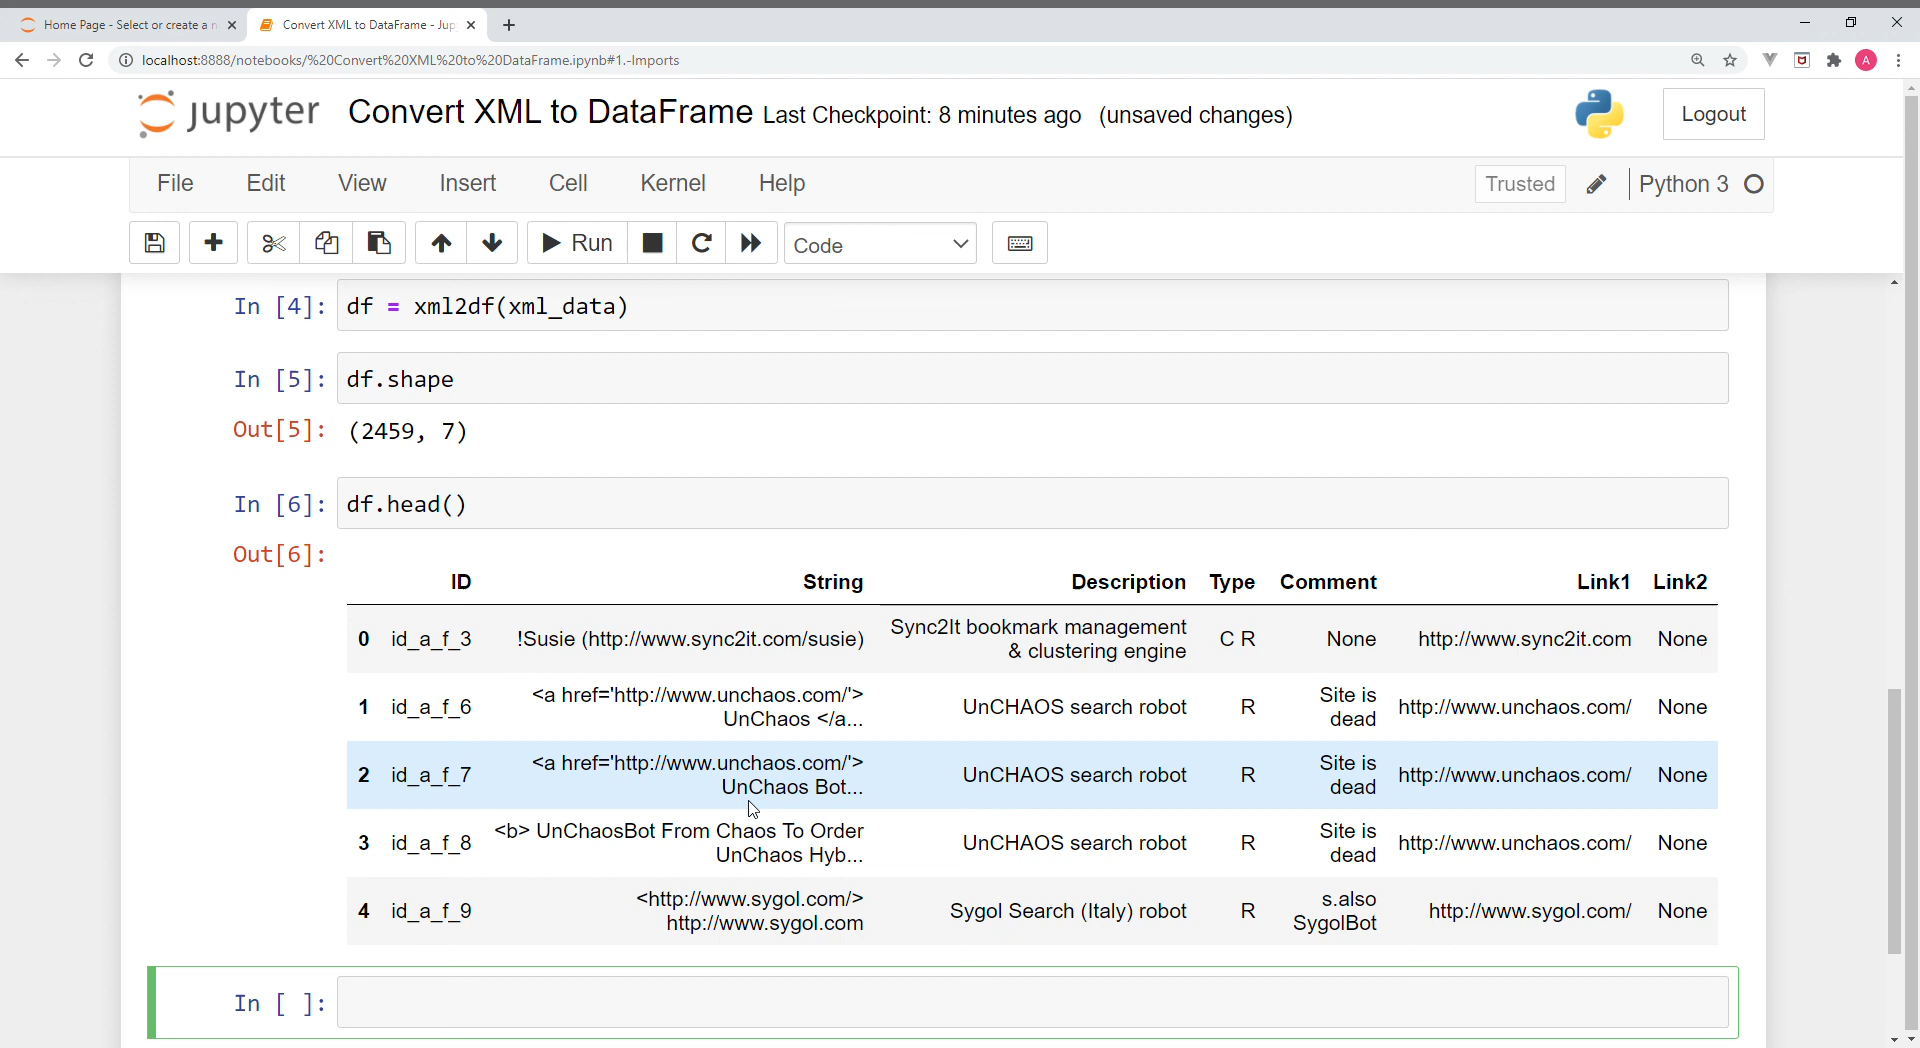 Home Page - Select or create a n
Convert XML to DataFrame - Jup
localhost:8888/notebooks/%20Convert%20XML%20to%20DataFrame.ipynb#1.-Imports
A
jupyter Convert XML to DataFrame Last Checkpoint: 8 minutes ago (unsaved changes) Logout
File Edit View Insert Cell Kernel Help Trusted Python 3
Run Code
In [4]: df = xml2df(xml_data)
In [5]: df.shape
Out[5]: (2459, 7)
In [6]: df.head()
Out[6]:
ID String Description Type Comment Link1 Link2
0 id_a_f_3 !Susie (http://www.sync2it.com/susie) Sync2It bookmark management C R None http://www.sync2it.com None
& clustering engine
1 id_a_f_6 <a href='http://www.unchaos.com/'> UnCHAOS search robot R Site is http://www.unchaos.com/ None
UnChaos </a... dead
2 id_a_f_7 <a href='http://www.unchaos.com/'> UnCHAOS search robot R Site is http://www.unchaos.com/ None
UnChaos Bot... dead
3 id_a_f_8 <b> UnChaosBot From Chaos To Order UnCHAOS search robot R Site is http://www.unchaos.com/ None
UnChaos Hyb... dead
4 id_a_f_9 <http://www.sygol.com/> Sygol Search (Italy) robot R s.also http://www.sygol.com/ None
http://www.sygol.com SygolBot
In [ ]: